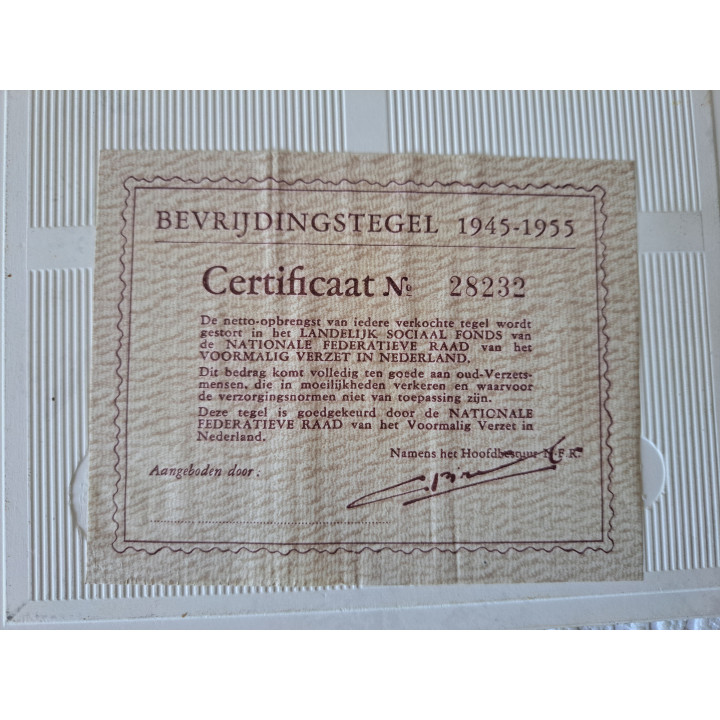 BEVRIJDINGSTEGEL 1945-1955
Certificaat № 28232
De netto-opbrengst van iedere verkochte tegel wordt
gestort in het LANDELIJK SOCIAAL FONDS van
de NATIONALE FEDERATIEVE RAAD van het
VOORMALIG VERZET IN NEDERLAND.
Dit bedrag komt volledig ten goede aan oud-Verzets-
mensen, die in moeilijkheden verkeren en waarvoor
de verzorgingsnormen niet van toepassing zijn.
Deze tegel is goedgekeurd door de NATIONALE
FEDERATIEVE RAAD van het Voormalig Verzet in
Nederland.
Namens het Hoofdbestuur N.F.R.
Aangeboden door: